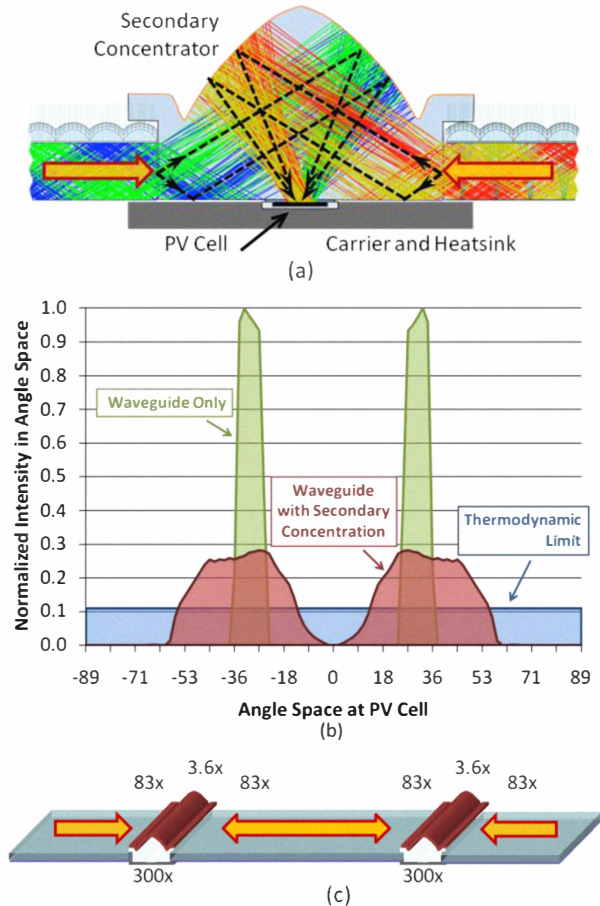 Secondary
Concentrator
PV Cell
Carrier and Heatsink
(a)
Normalized Intensity in Angle Space
1.0
0.9
0.8
0.7
0.6
0.5
0.4
0.3
0.2
0.1
0.0
Waveguide Only
Waveguide
with Secondary
Concentration
Thermodynamic
Limit
-89 -71 -53 -36 -18 0 18 36 53 71 89
Angle Space at PV Cell
(b)
83x 3.6x 83x 83x 3.6x 83x
300x 300x
(c)